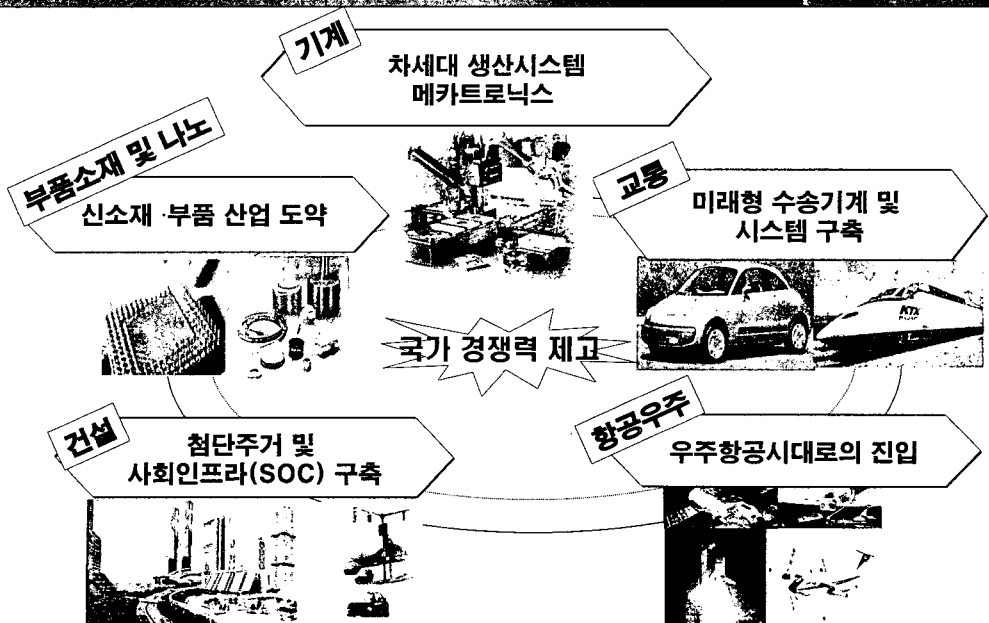 기계
차세대 생산시스템
메카트로닉스
부품소재 및 나노
신소재·부품 산업 도약
교통
미래형 수송기계 및
시스템 구축
KTX
국가 경쟁력 제고
건설
첨단주거 및
사회인프라(SOC) 구축
항공우주
우주항공시대로의 진입